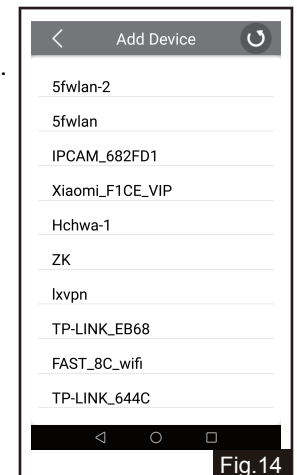 Add Device
.
5fwlan-2
5fwlan
IPCAM_682FD1
Xiaomi_F1CE_VIP
Hchwa-1
ZK
lxvpn
TP-LINK_EB68
FAST_8C_wifi
TP-LINK_644C
Fig.14